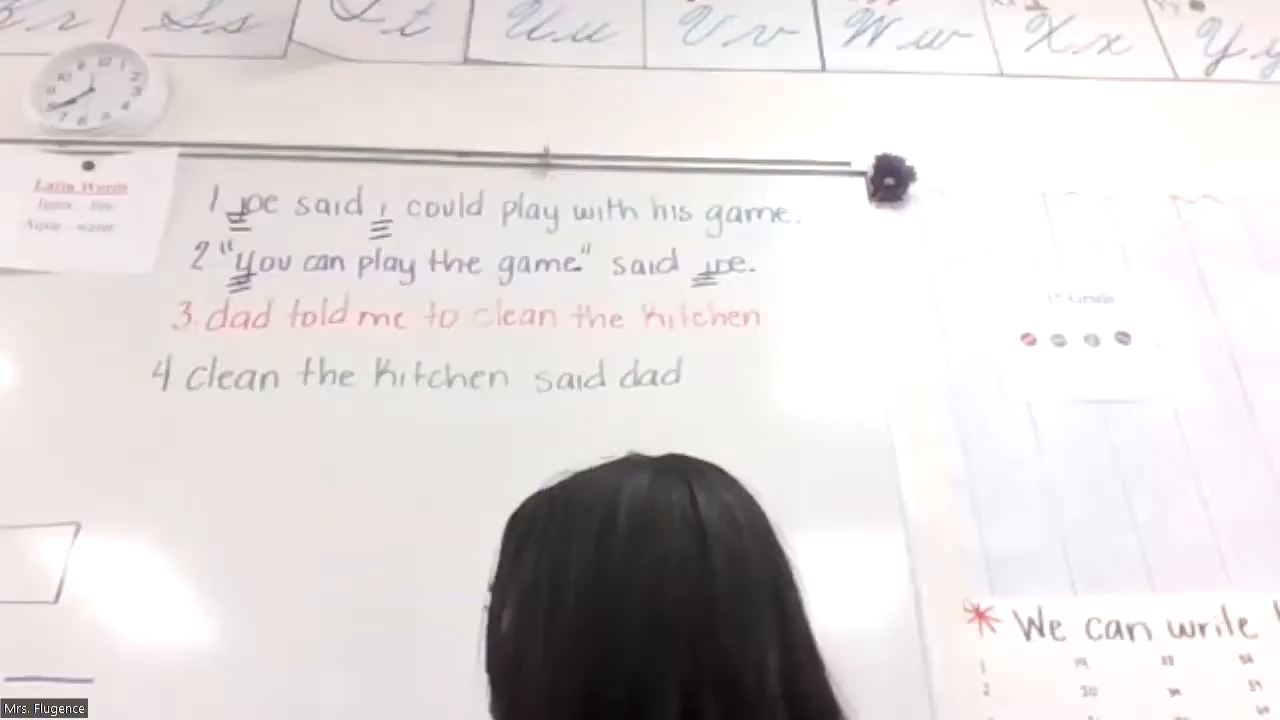 Ss
Tt
Uu
Vv
Ww
Xx
Yy
Latin Words
1 joe said i could play with his game.
2 "you can play the game." said joe.
3. dad told me to clean the kitchen
4 clean the kitchen said dad
1st Grade
* We can write
Mrs. Flugence